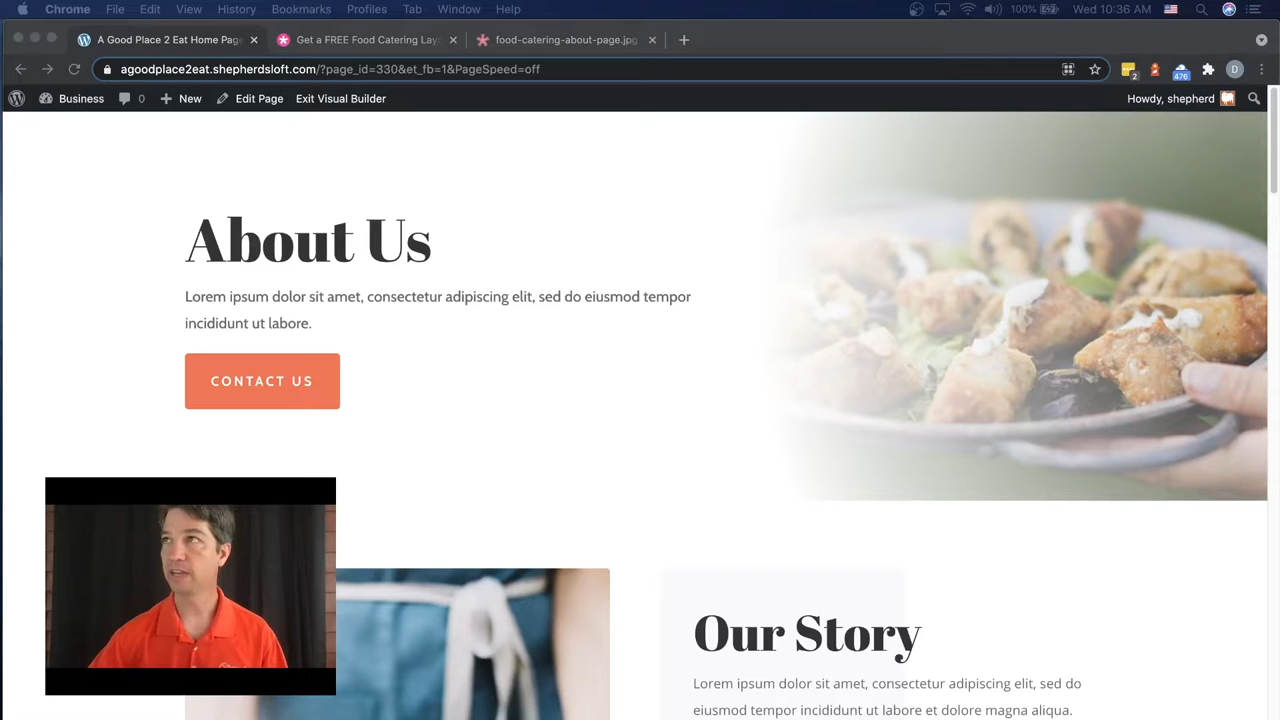 Chrome File Edit View History Bookmarks Profiles Tab Window Help 100% Wed 10:36 AM
A Good Place 2 Eat Home Pag Get a FREE Food Catering Lay food-catering-about-page.jpg
agoodplace2eat.shepherdsloft.com/?page_id=330&et_fb=1&PageSpeed=off 2 476 D
Business 0 New Edit Page Exit Visual Builder Howdy, shepherd
About Us
Lorem ipsum dolor sit amet, consectetur adipiscing elit, sed do eiusmod tempor
incididunt ut labore.
CONTACT US
Our Story
Lorem ipsum dolor sit amet, consectetur adipiscing elit, sed do
eiusmod tempor incididunt ut labore et dolore magna aliqua.